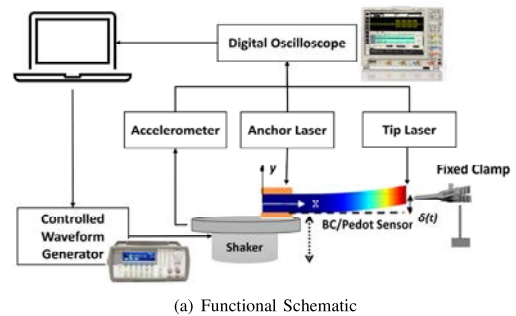 Digital Oscilloscope
Accelerometer
Anchor Laser
Tip Laser
y
Fixed Clamp
x
Controlled
Waveform
Generator
BC/Pedot Sensor
δ(t)
Shaker
(a) Functional Schematic